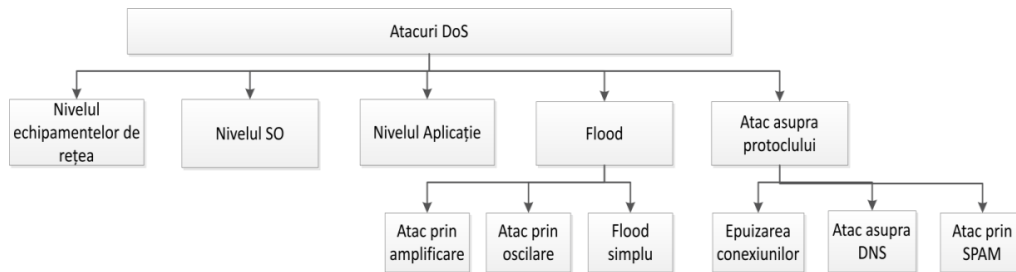 Atacuri DoS
Nivelul
echipamentelor de
rețea
Nivelul SO
Nivelul Aplicație
Flood
Atac asupra
protoclului
Atac prin
amplificare
Atac prin
oscilare
Flood
simplu
Epuizarea
conexiunilor
Atac asupra
DNS
Atac prin
SPAM